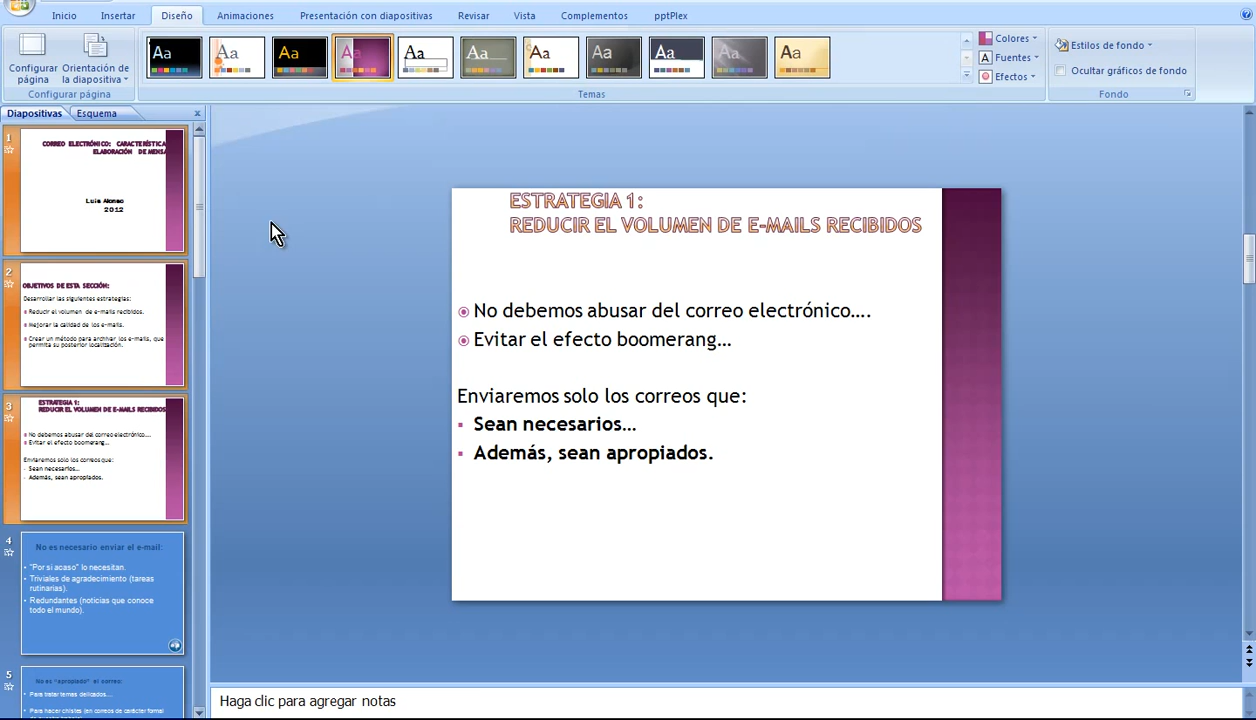 Inicio Insertar Diseño Animaciones Presentación con diapositivas Revisar Vista Complementos pptPlex
Configurar página
Orientación de la diapositiva
Aa Aa Aa Aa Aa Aa Aa Aa Aa Aa Aa
Colores
Fuentes
Efectos
Estilos de fondo
Ocultar gráficos de fondo
Configurar página Temas Fondo
Diapositivas Esquema
1
CORREO ELECTRÓNICO: CARACTERÍSTICA
ELABORACIÓN DE MENSA
Luis Alonso
2012
2
OBJETIVOS DE ESTA SECCIÓN:
Desarrollar las siguientes estrategias:
Reducir el volumen de e-mails recibidos.
Mejorar la calidad de los e-mails.
Crear un método para archivar los e-mails, que
permita su posterior localización.
3
ESTRATEGIA 1:
REDUCIR EL VOLUMEN DE E-MAILS RECIBIDOS
No debemos abusar del correo electrónico....
Evitar el efecto boomerang...
Enviaremos solo los correos que:
Sean necesarios...
Además, sean apropiados.
4
No es necesario enviar el e-mail:
• "Por si acaso" lo necesitan.
• Triviales de agradecimiento (tareas
rutinarias).
• Redundantes (noticias que conoce
todo el mundo).
5
No es "apropiado" el correo:
• Para tratar temas delicados...
• Para hacer chistes (en correos de carácter formal
ESTRATEGIA 1:
REDUCIR EL VOLUMEN DE E-MAILS RECIBIDOS
No debemos abusar del correo electrónico....
Evitar el efecto boomerang...
Enviaremos solo los correos que:
▪ Sean necesarios...
▪ Además, sean apropiados.
Haga clic para agregar notas